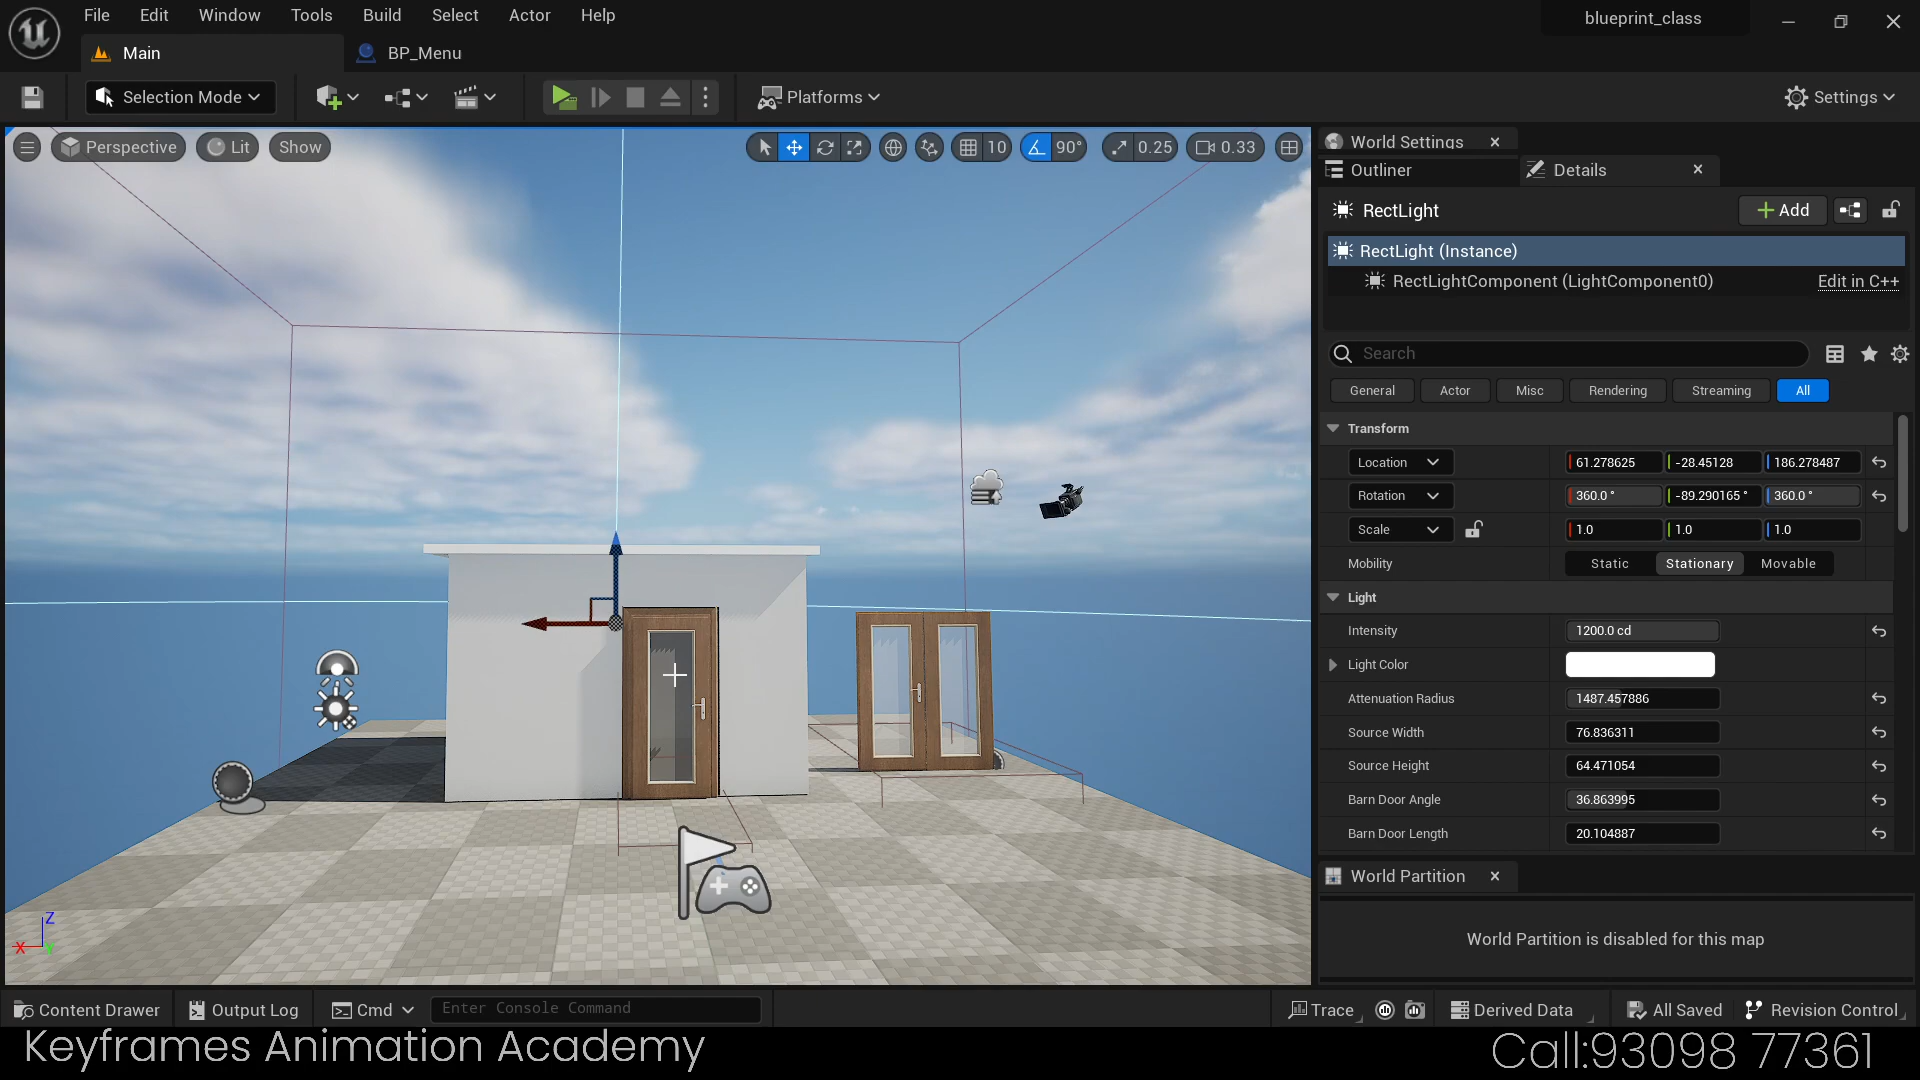 File Edit Window Tools Build Select Actor Help
blueprint_class
Main
BP_Menu
Selection Mode
Platforms
Settings
Perspective
Lit
Show
10
90°
0.25
0.33
World Settings
Outliner
Details
RectLight
Add
RectLight (Instance)
RectLightComponent (LightComponent0)
Edit in C++
Search
General
Actor
Misc
Rendering
Streaming
All
Transform
Location
61.278625
-28.45128
186.278487
Rotation
360.0 °
-89.290165 °
360.0 °
Scale
1.0
1.0
1.0
Mobility
Static
Stationary
Movable
Light
Intensity
1200.0 cd
Light Color
Attenuation Radius
1487.457886
Source Width
76.836311
Source Height
64.471054
Barn Door Angle
36.863995
Barn Door Length
20.104887
World Partition
World Partition is disabled for this map
Z
X
Y
Content Drawer
Output Log
Cmd
Enter Console Command
Trace
Derived Data
All Saved
Revision Control
Keyframes Animation Academy
Call:93098 77361